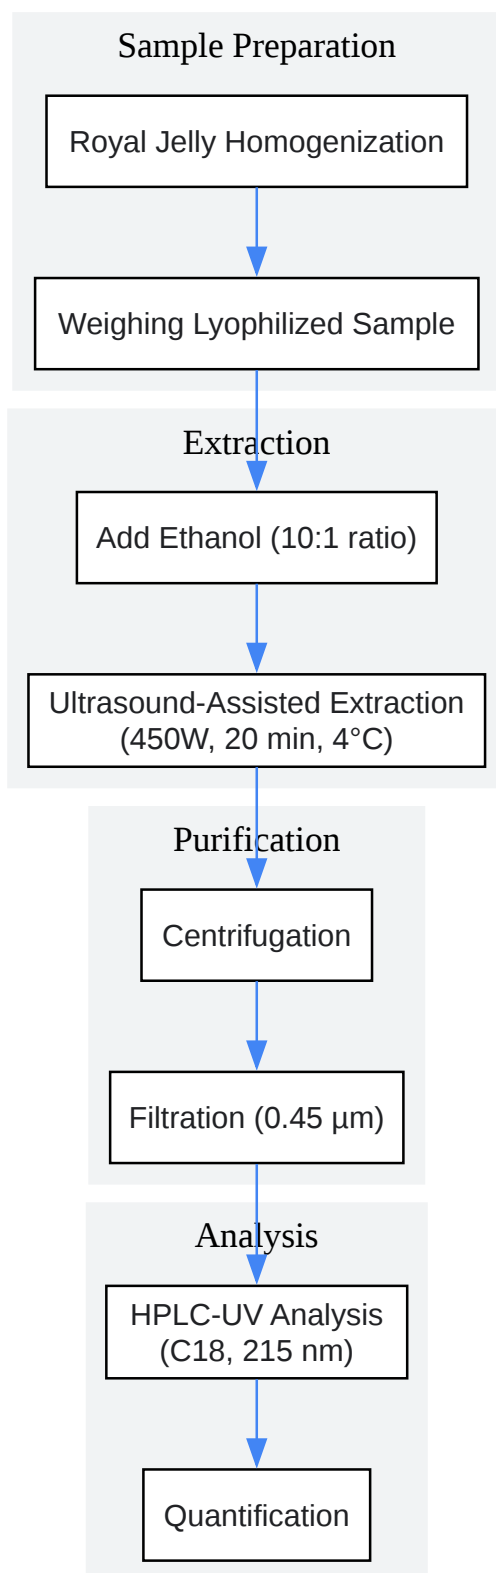 Sample Preparation
Royal Jelly Homogenization
Weighing Lyophilized Sample
Extraction
Add Ethanol (10:1 ratio)
Ultrasound-Assisted Extraction
(450W, 20 min, 4°C)
Purification
Centrifugation
Filtration (0.45 µm)
Analysis
HPLC-UV Analysis
(C18, 215 nm)
Quantification